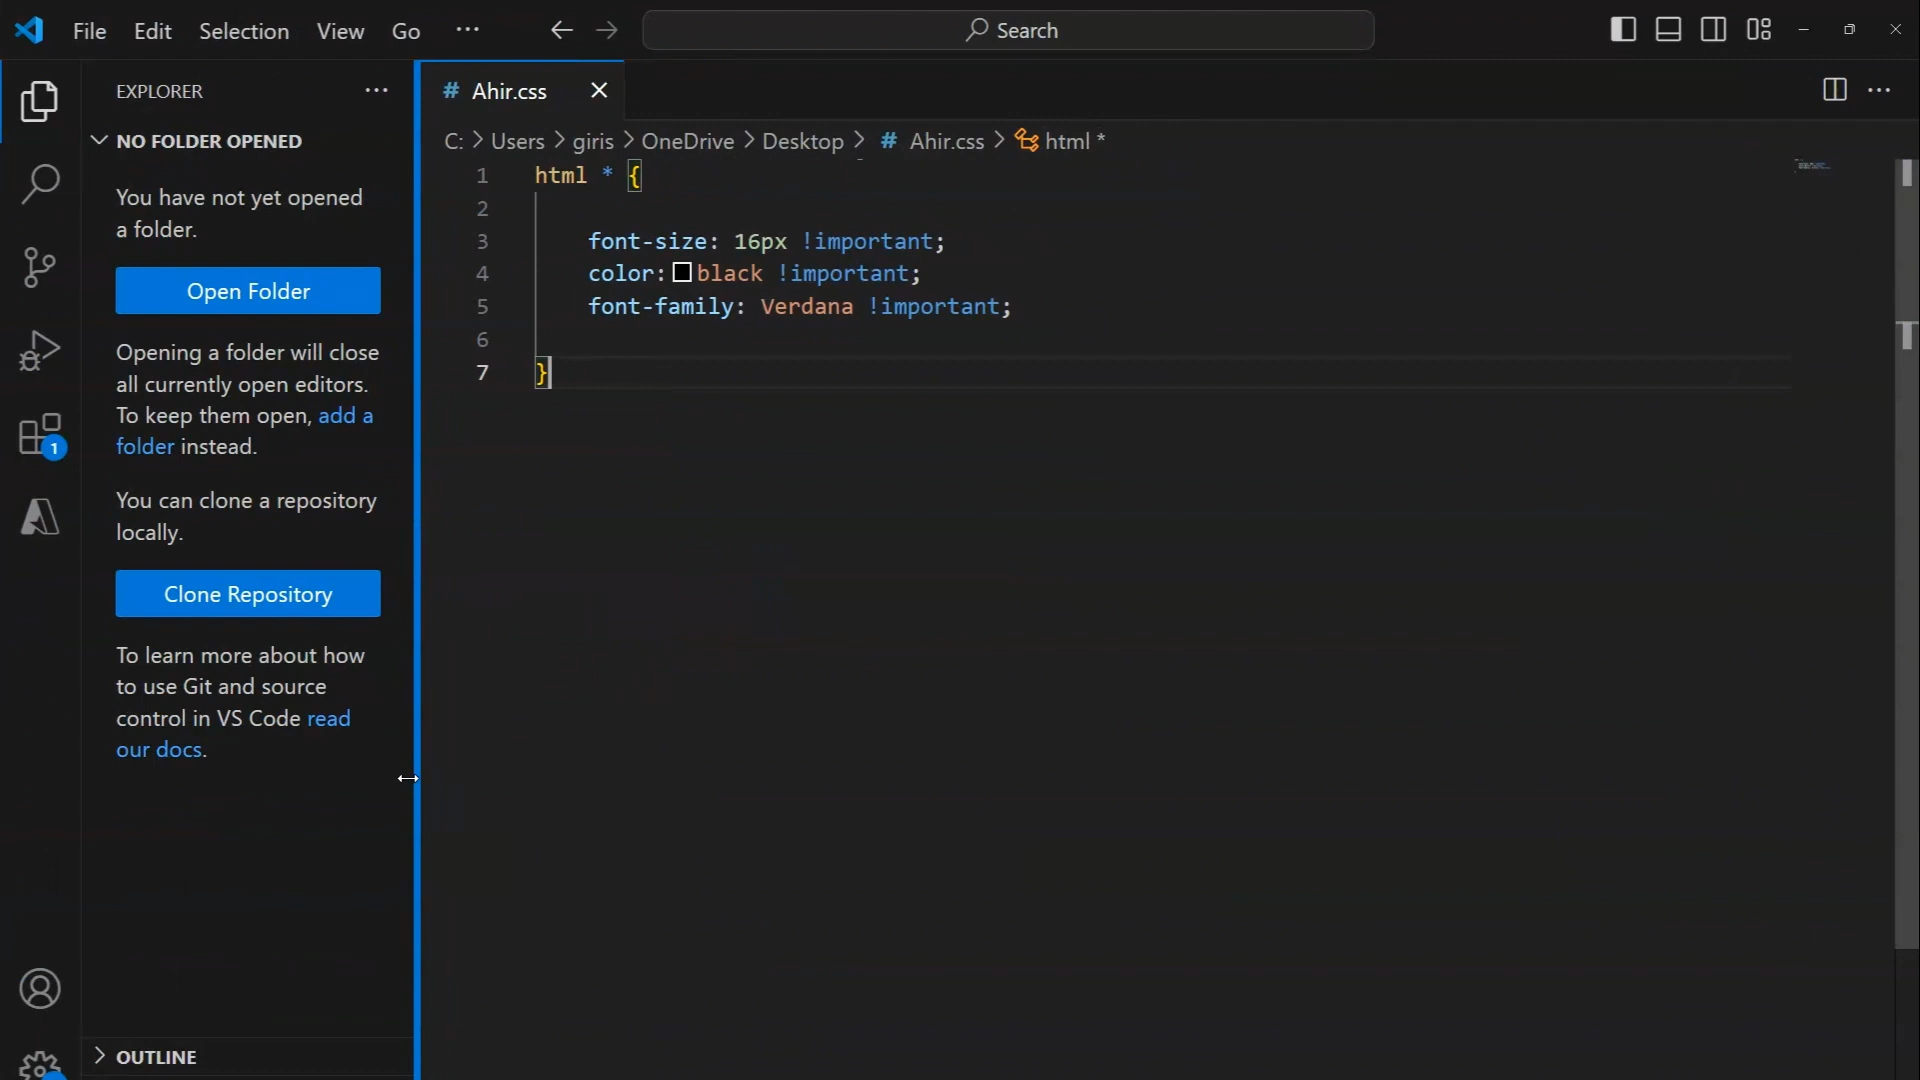 File Edit Selection View Go ··· Search
EXPLORER ···
Ahir.css
NO FOLDER OPENED
C: > Users > giris > OneDrive > Desktop > # Ahir.css > html *
You have not yet opened
a folder.
Open Folder
Opening a folder will close
all currently open editors.
To keep them open, add a
folder instead.
You can clone a repository
locally.
Clone Repository
To learn more about how
to use Git and source
control in VS Code read
our docs.
OUTLINE
1
1 html * {
2
3 font-size: 16px !important;
4 color: black !important;
5 font-family: Verdana !important;
6
7 }